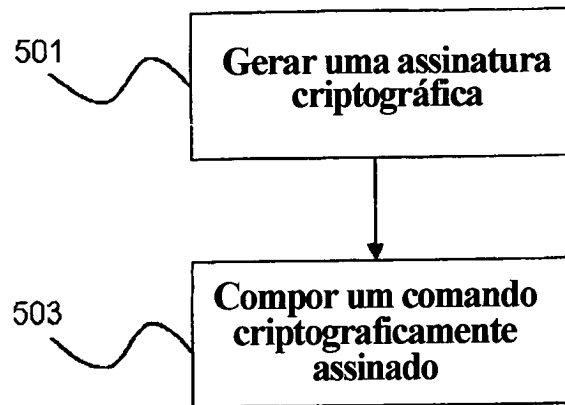 501
Gerar uma assinatura
criptográfica
503
Compor um comando
criptograficamente
assinado